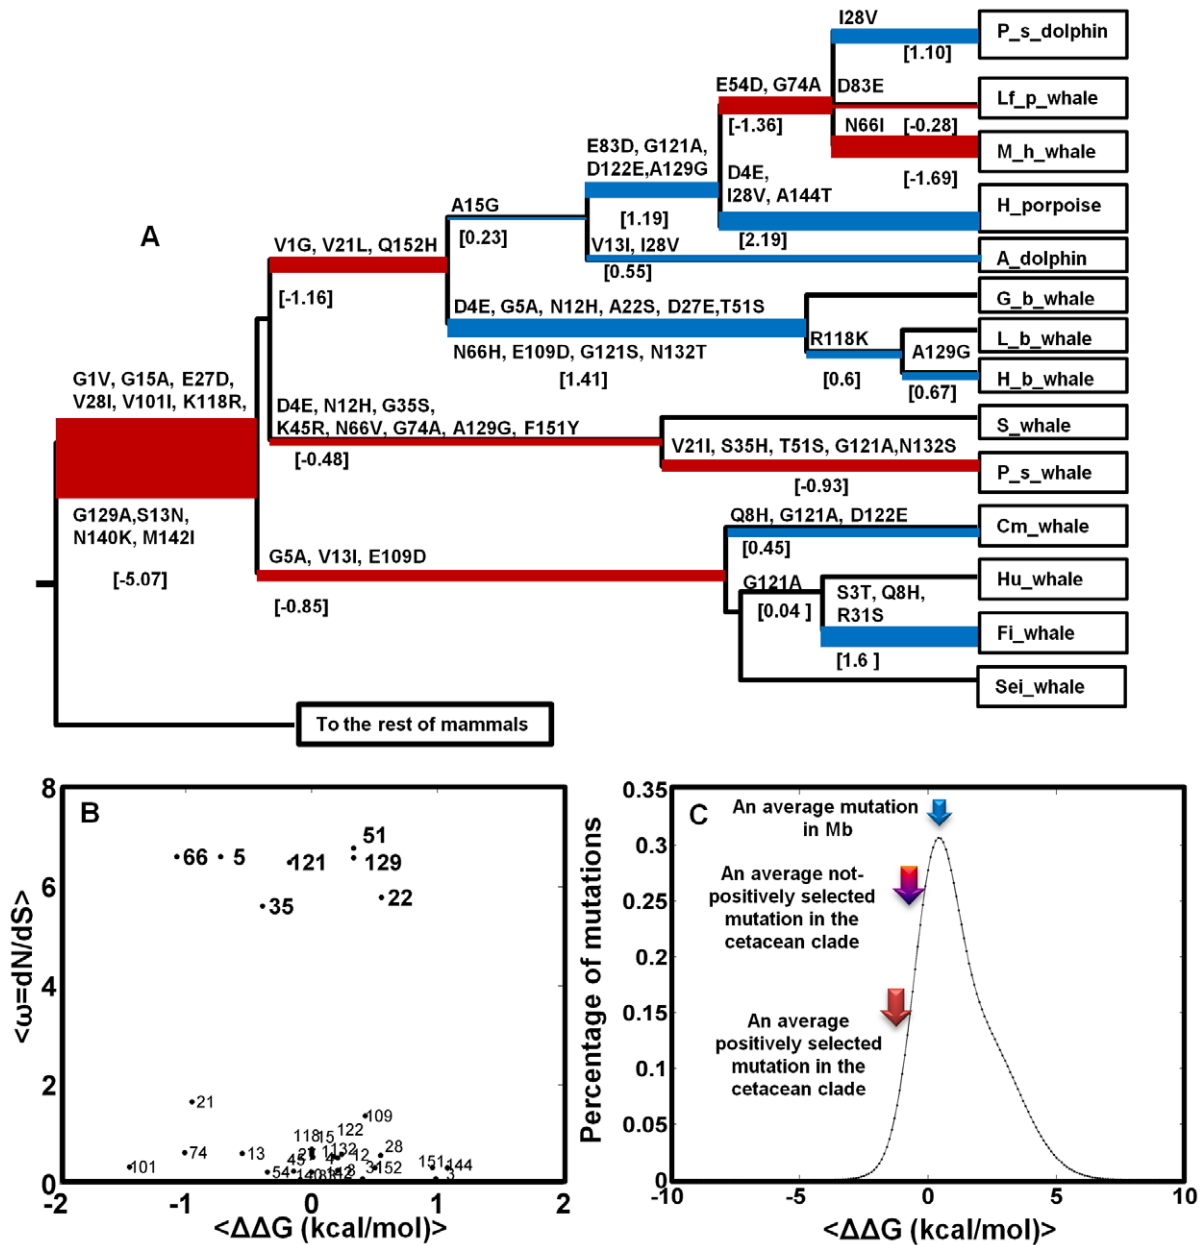 I28V
P_s_dolphin
[1.10]
E54D, G74A
D83E
Lf_p_whale
[-1.36]
N66I
[-0.28]
M_h_whale
[-1.69]
E83D, G121A,
D122E,A129G
D4E,
I28V, A144T
H_porpoise
[1.19]
[2.19]
A
A15G
[0.23]
V13I, I28V
[0.55]
A_dolphin
V1G, V21L, Q152H
[-1.16]
D4E, G5A, N12H, A22S, D27E,T51S
N66H, E109D, G121S, N132T
[1.41]
G_b_whale
R118K
[0.6]
L_b_whale
A129G
H_b_whale
[0.67]
G1V, G15A, E27D,
V28I, V101I, K118R,
G129A,S13N,
N140K, M142I
[-5.07]
D4E, N12H, G35S,
K45R, N66V, G74A, A129G, F151Y
[-0.48]
S_whale
V21I, S35H, T51S, G121A,N132S
P_s_whale
[-0.93]
G5A, V13I, E109D
[-0.85]
Q8H, G121A, D122E
Cm_whale
[0.45]
G121A
[0.04 ]
Hu_whale
S3T, Q8H,
R31S
Fi_whale
[1.6 ]
Sei_whale
To the rest of mammals
B
<ω=dN/dS>
8
6
4
2
0
-2
-1
0
1
2
<ΔΔG (kcal/mol)>
66
5
121
51
129
35
22
21
109
122
118
15
101
74
13
54
45
132
12
28
152
151
144
3
C
Percentage of mutations
0.35
0.3
0.25
0.2
0.15
0.1
0.05
0
-10
-5
0
5
10
<ΔΔG (kcal/mol)>
An average mutation
in Mb
An average not-
positively selected
mutation in the
cetacean clade
An average
positively selected
mutation in the
cetacean clade